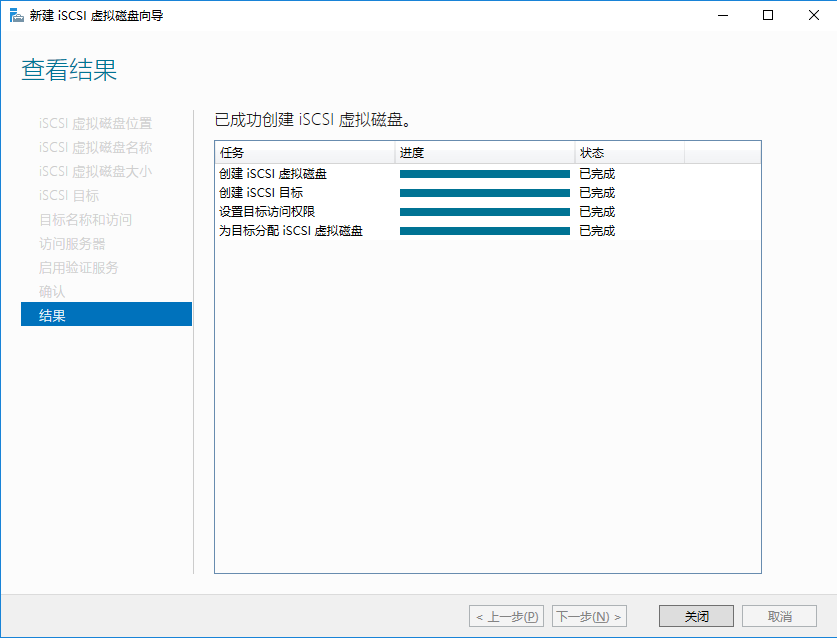 新建 iSCSI 虚拟磁盘向导
查看结果
iSCSI 虚拟磁盘位置
iSCSI 虚拟磁盘名称
iSCSI 虚拟磁盘大小
iSCSI 目标
目标名称和访问
访问服务器
启用验证服务
确认
结果
已成功创建 iSCSI 虚拟磁盘。
任务 进度 状态
创建 iSCSI 虚拟磁盘 已完成
创建 iSCSI 目标 已完成
设置目标访问权限 已完成
为目标分配 iSCSI 虚拟磁盘 已完成
< 上一步(P) 下一步(N) > 关闭 取消